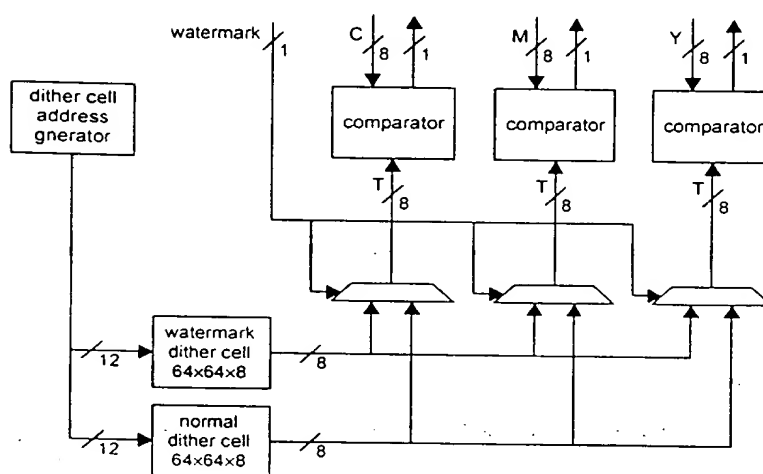 watermark
1
C
8
1
M
8
1
Y
8
1
dither cell
address
gnerator
comparator
comparator
comparator
T
8
T
8
T
8
watermark
dither cell
64×64×8
12
8
normal
dither cell
64×64×8
12
8